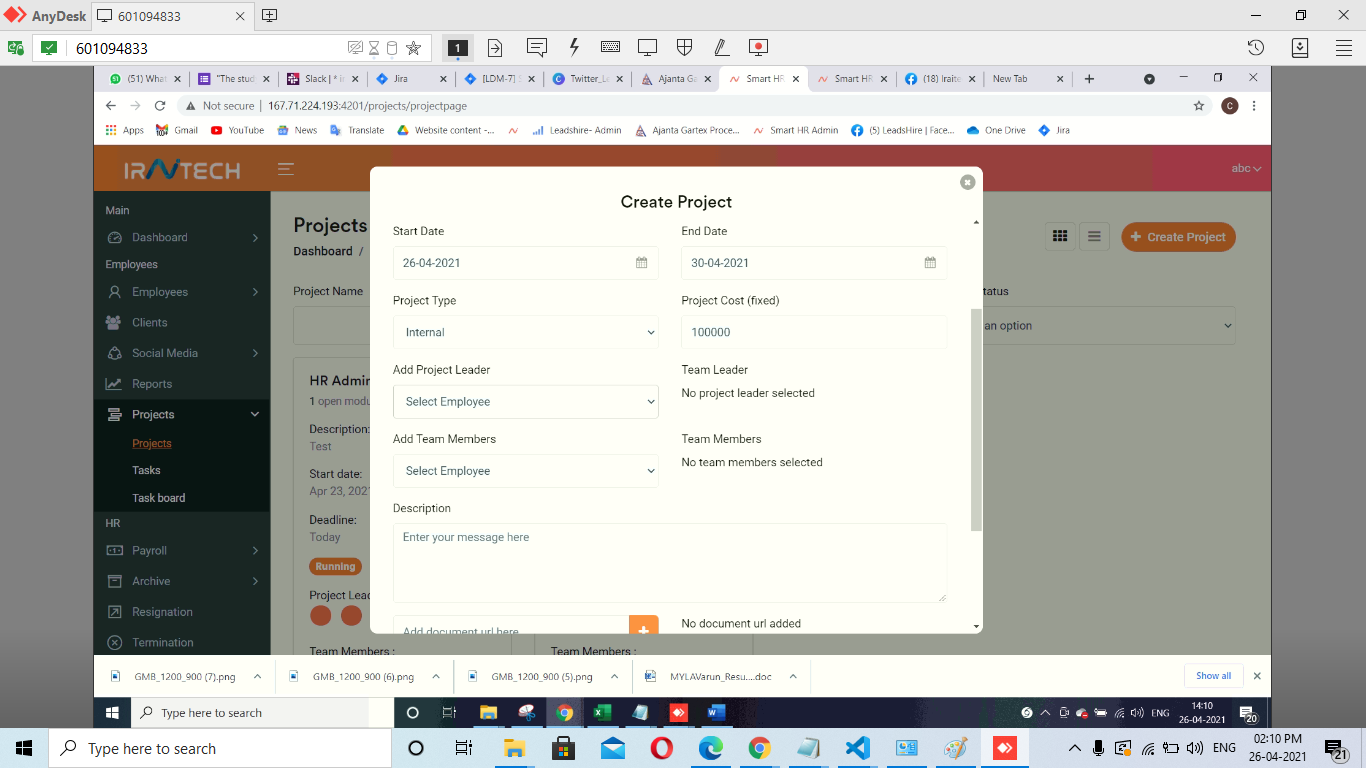 AnyDesk
601094833
601094833
1
(51) What
"The stud
Slack | * i
Jira
[LDM-7] S
Twitter_L
Ajanta Ga
Smart HR
Smart HR
(18) Iraite
New Tab
Not secure | 167.71.224.193:4201/projects/projectpage
C
Apps
Gmail
YouTube
News
Translate
Website content -...
Leadshire- Admin
Ajanta Gartex Proce...
Smart HR Admin
(5) LeadsHire | Face...
One Drive
Jira
IRAITECH
abc
Main
Dashboard
Employees
Employees
Clients
Social Media
Reports
Projects
Projects
Tasks
Task board
HR
Payroll
Archive
Resignation
Termination
Projects
Dashboard /
Create Project
Project Name
tatus
an option
HR Admin
1 open modu
Description:
Test
Start date:
Apr 23, 202
Deadline:
Today
Running
Project Lead
Team Members :
Team Members :
Create Project
Start Date
End Date
26-04-2021
30-04-2021
Project Type
Project Cost (fixed)
Internal
100000
Add Project Leader
Team Leader
Select Employee
No project leader selected
Add Team Members
Team Members
Select Employee
No team members selected
Description
Enter your message here
Add document url here
No document url added
GMB_1200_900 (7).png
GMB_1200_900 (6).png
GMB_1200_900 (5).png
MYLAVarun_Resu....doc
Show all
Type here to search
ENG
14:10
26-04-2021
20
Type here to search
ENG
02:10 PM
26-04-2021
21